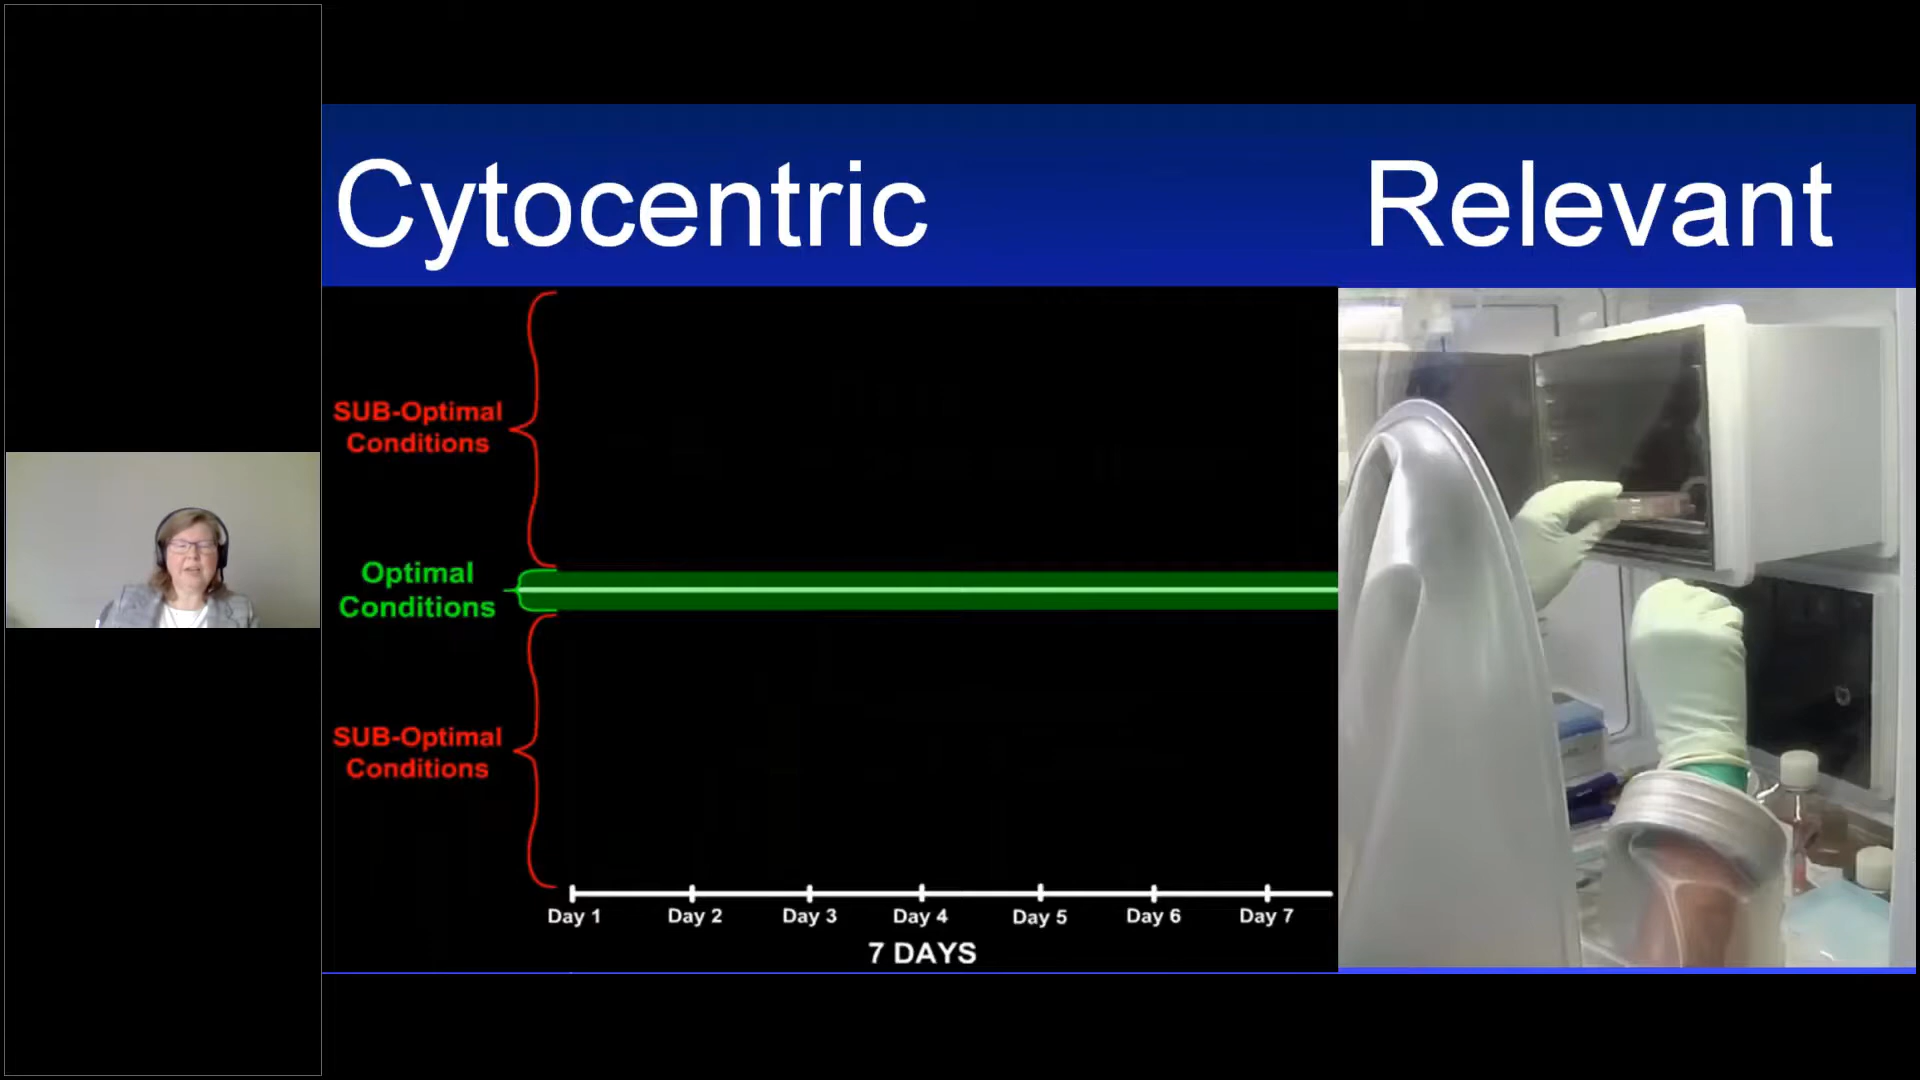 Cytocentric
Relevant
SUB-Optimal
Conditions
Optimal
Conditions
SUB-Optimal
Conditions
Day 1
Day 2
Day 3
Day 4
Day 5
Day 6
Day 7
7 DAYS